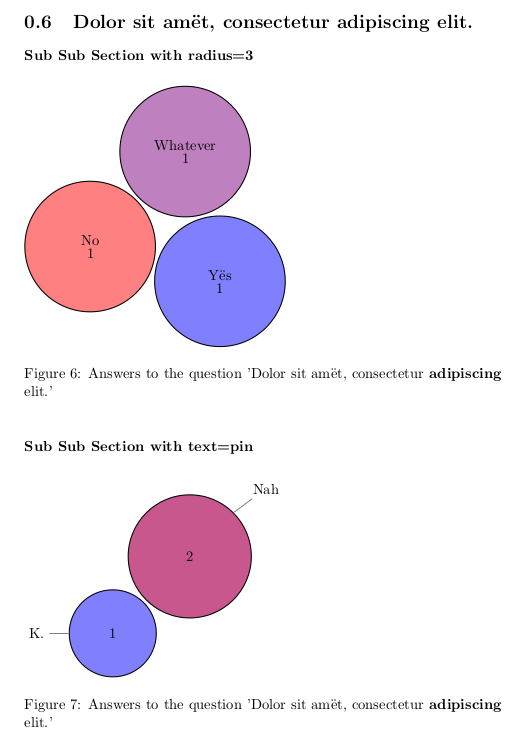 0.6 Dolor sit amët, consectetur adipiscing elit.
Sub Sub Section with radius=3
Whatever
1
No
1
Yës
1
Figure 6: Answers to the question 'Dolor sit amët, consectetur adipiscing
elit.'
Sub Sub Section with text=pin
Nah
2
K.
1
Figure 7: Answers to the question 'Dolor sit amët, consectetur adipiscing
elit.'